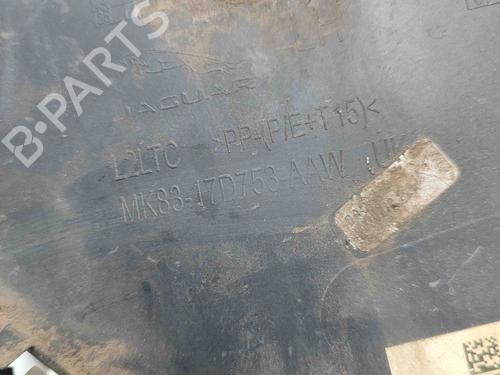 JAGUAR
L2LTC >PP-(P/E+T15)<
MK83-17D753-AAW UK
B PARTS